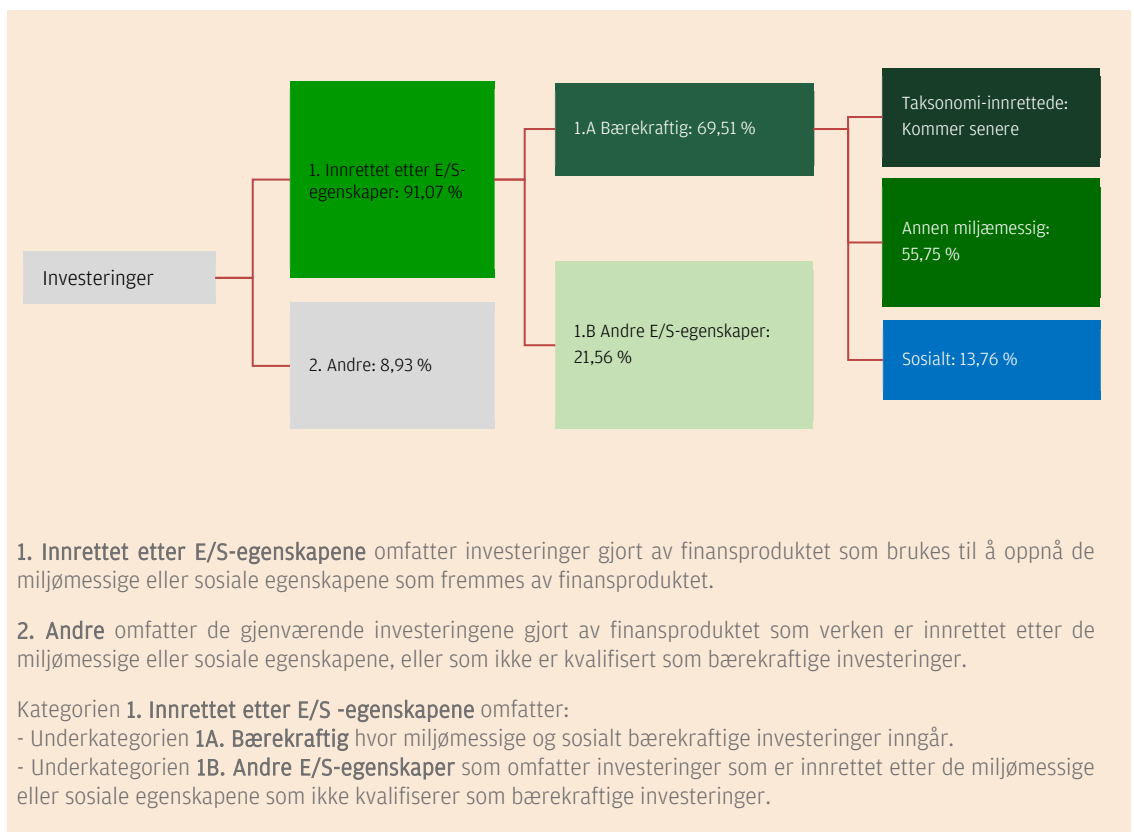 Investeringer
1. Innrettet etter E/S-
egenskaper: 91,07 %
2. Andre: 8,93 %
1.A Bærekraftig: 69,51 %
1.B Andre E/S-egenskaper:
21,56 %
Taksonomi-innrettede:
Kommer senere
Annen miljæmessig:
55,75 %
Sosialt: 13,76 %
1. Innrettet etter E/S-egenskapene omfatter investeringer gjort av finansproduktet som brukes til å oppnå de
miljømessige eller sosiale egenskapene som fremmes av finansproduktet.
2. Andre omfatter de gjenværende investeringene gjort av finansproduktet som verken er innrettet etter de
miljømessige eller sosiale egenskapene, eller som ikke er kvalifisert som bærekraftige investeringer.
Kategorien 1. Innrettet etter E/S -egenskapene omfatter:
- Underkategorien 1A. Bærekraftig hvor miljømessige og sosialt bærekraftige investeringer inngår.
- Underkategorien 1B. Andre E/S-egenskaper som omfatter investeringer som er innrettet etter de miljømessige
eller sosiale egenskapene som ikke kvalifiserer som bærekraftige investeringer.